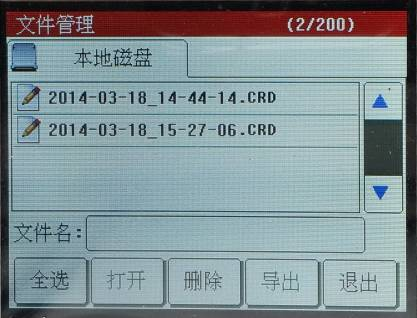 文件管理 (2/200)
本地磁盘
2014-03-18_14-44-14.CRD
2014-03-18_15-27-06.CRD
文件名:
全选 打开 删除 导出 退出